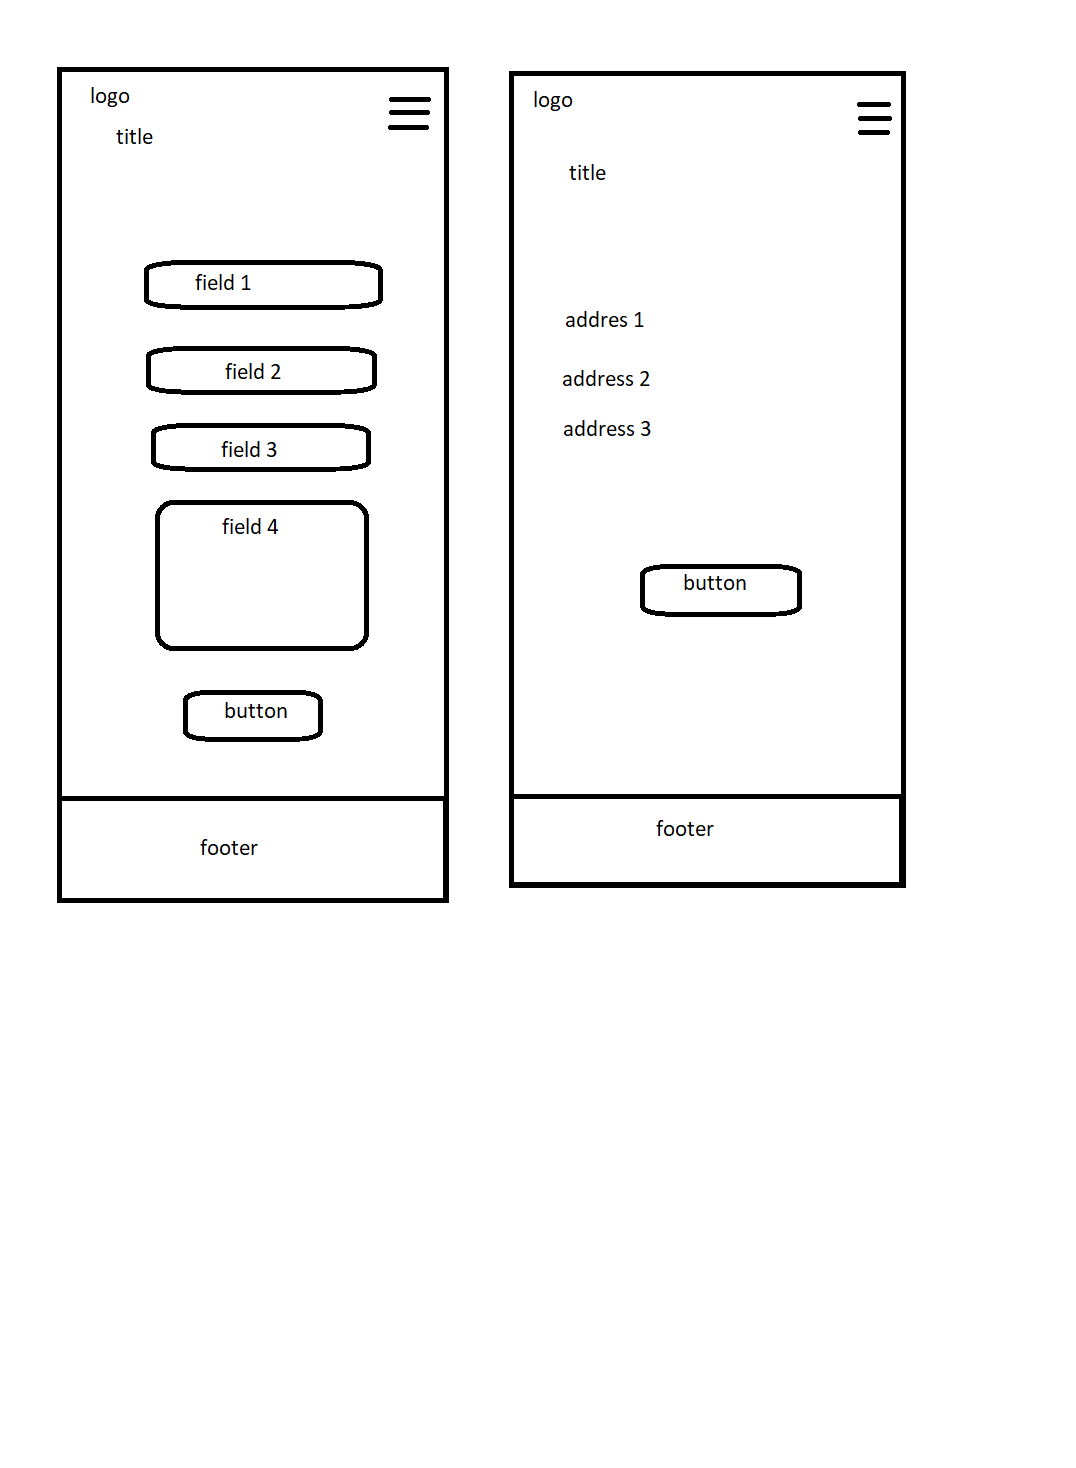 logo
title
field 1
field 2
field 3
field 4
button
footer
logo
title
addres 1
address 2
address 3
button
footer